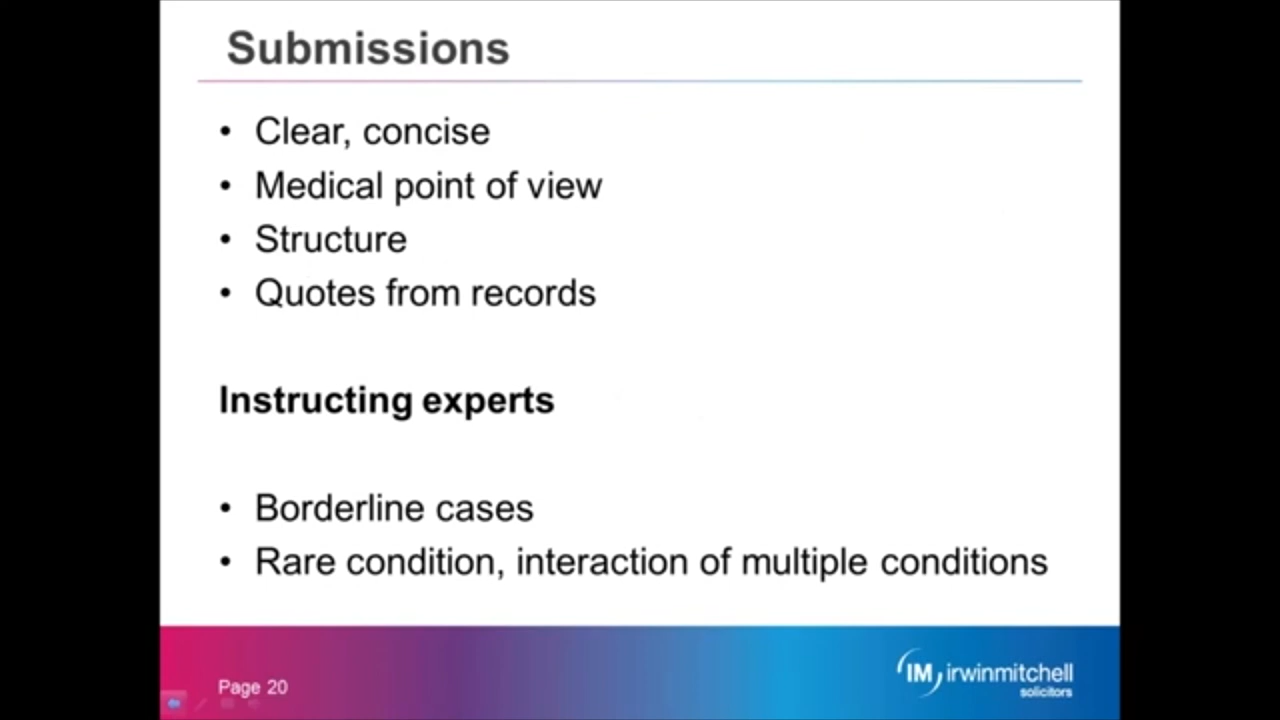 Submissions
• Clear, concise
• Medical point of view
• Structure
• Quotes from records
Instructing experts
• Borderline cases
• Rare condition, interaction of multiple conditions
Page 20
IM irwinmitchell
solicitors